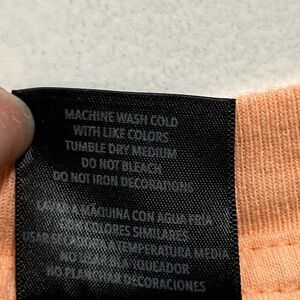 MACHINE WASH COLD
WITH LIKE COLORS
TUMBLE DRY MEDIUM
DO NOT BLEACH
DO NOT IRON DECORATIONS
LAVAR A MÁQUINA CON AGUA FRÍA
CON COLORES SIMILARES
USAR SECADORA A TEMPERATURA MEDIA
NO USAR BLANQUEADOR
NO PLANCHAR DECORACIONES